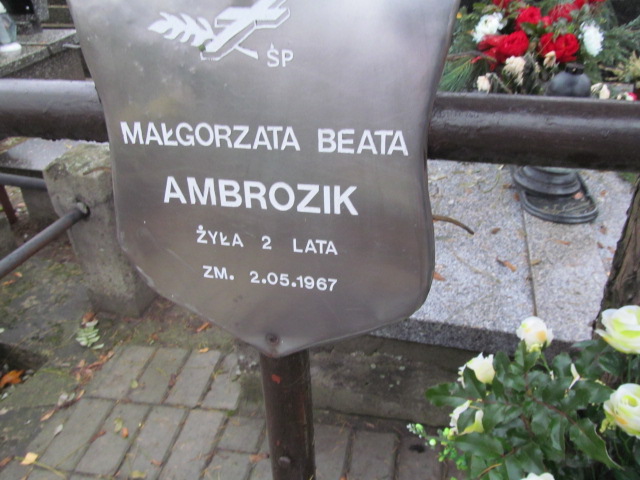 ŚP
MAŁGORZATA BEATA
AMBROZIK
ŻYŁA 2 LATA
ZM. 2.05.1967